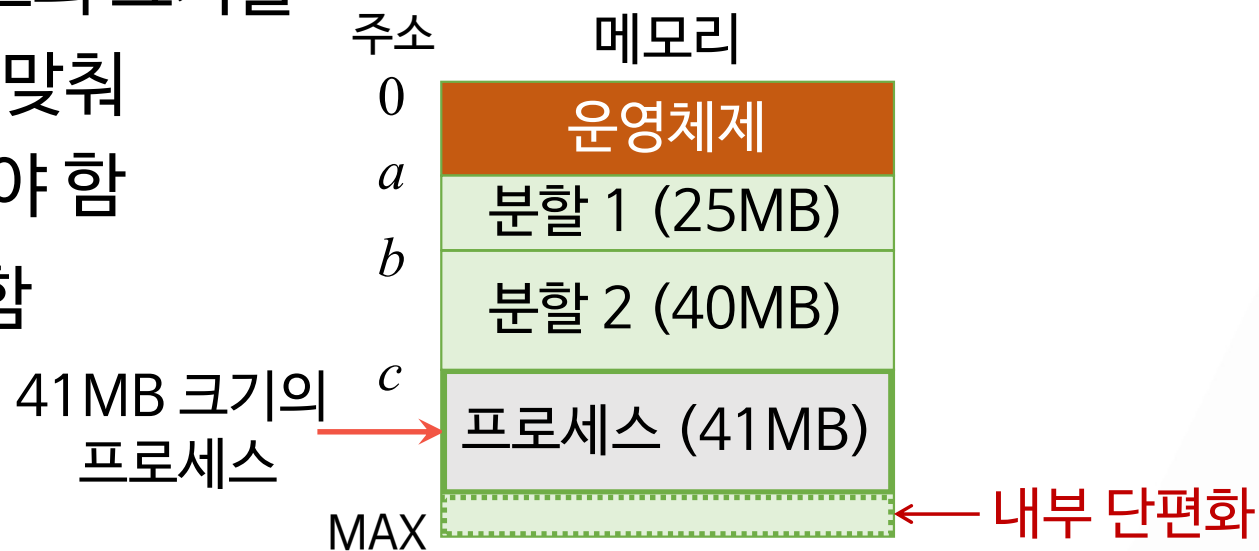 맞춰
야 함
함
주소
메모리
0
운영체제
a
분할 1 (25MB)
b
분할 2 (40MB)
c
41MB 크기의
프로세스
프로세스 (41MB)
MAX
내부 단편화